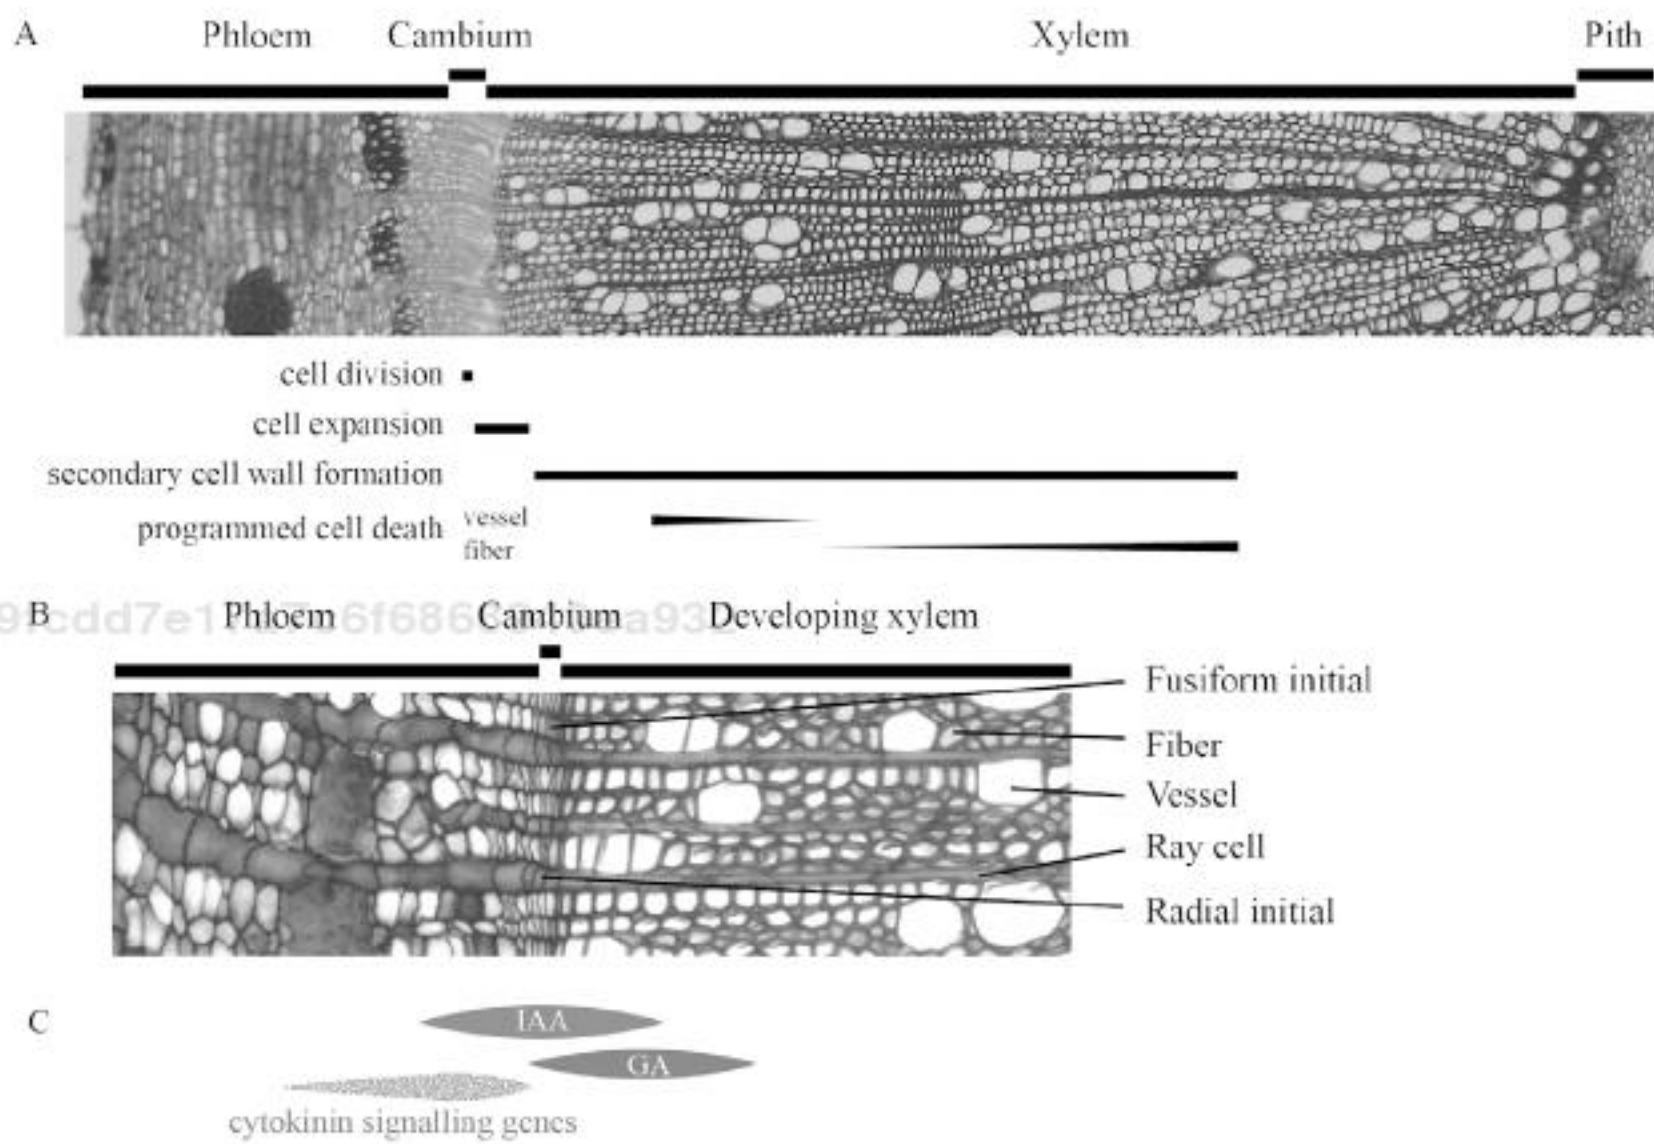 A
Phloem Cambium Xylem Pith
cell division
cell expansion
secondary cell wall formation
programmed cell death vessel
fiber
B
Phloem Cambium Developing xylem
Fusiform initial
Fiber
Vessel
Ray cell
Radial initial
C
IAA
GA
cytokinin signalling genes